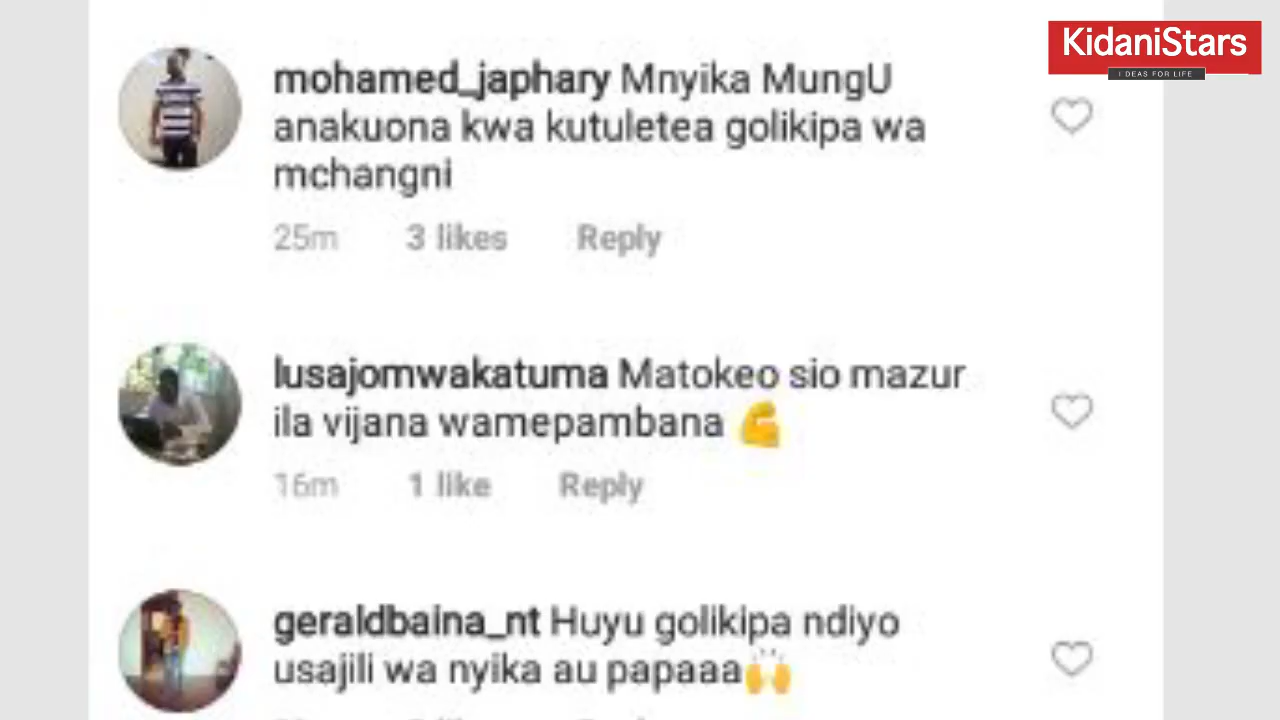 KidaniStars
IDEAS FOR LIFE
mohamed_japhary Mnyika MungU
anakuona kwa kutuletea golikipa wa
mchangni
25m 3 likes Reply
lusajomwakatuma Matokeo sio mazur
ila vijana wamepambana 💪
16m 1 like Reply
geraldbaina_nt Huyu golikipa ndiyo
usajili wa nyika au papaaa🙌